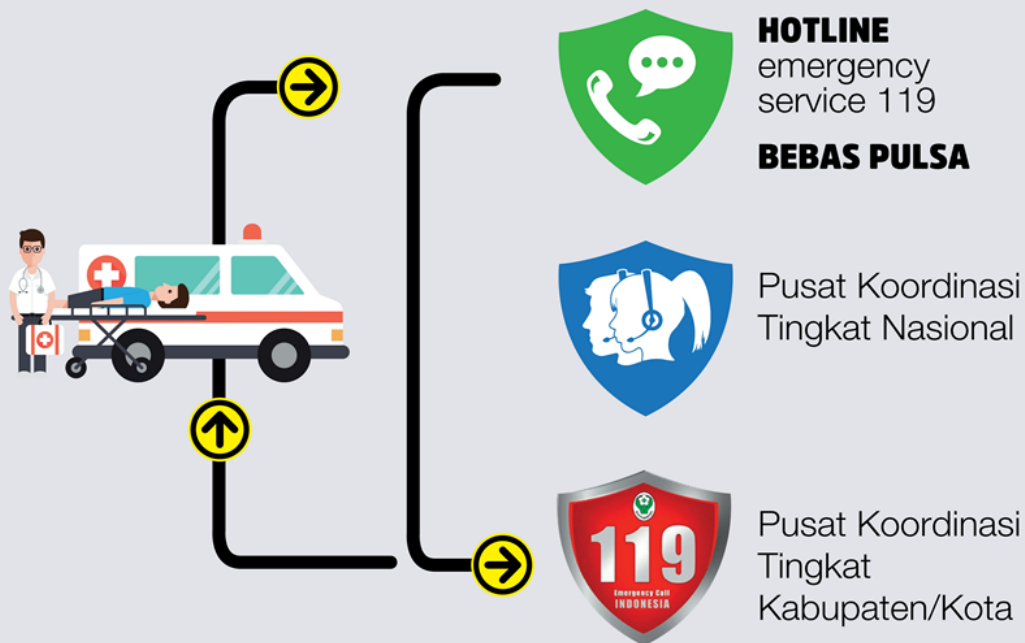 HOTLINE
emergency
service 119
BEBAS PULSA
Pusat Koordinasi
Tingkat Nasional
119
Emergency Call
INDONESIA
Pusat Koordinasi
Tingkat
Kabupaten/Kota